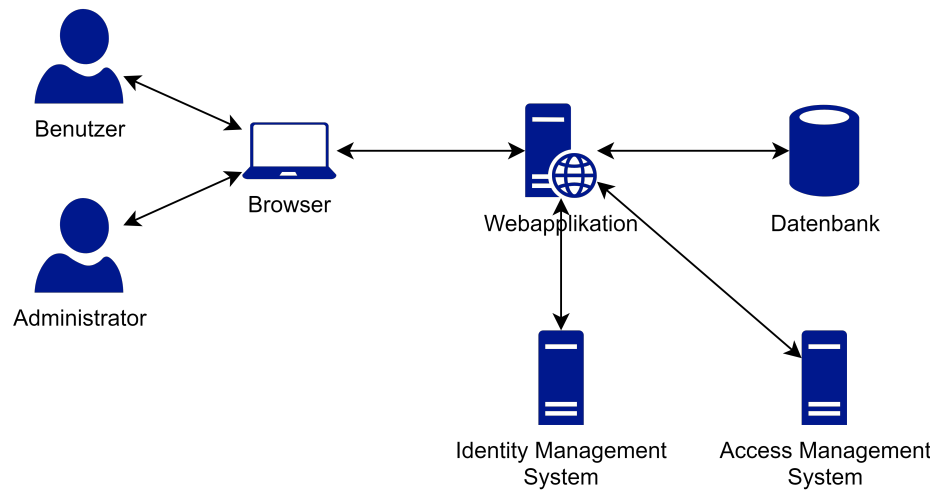 Benutzer
Browser
Administrator
Webapplikation
Datenbank
Identity Management
System
Access Management
System